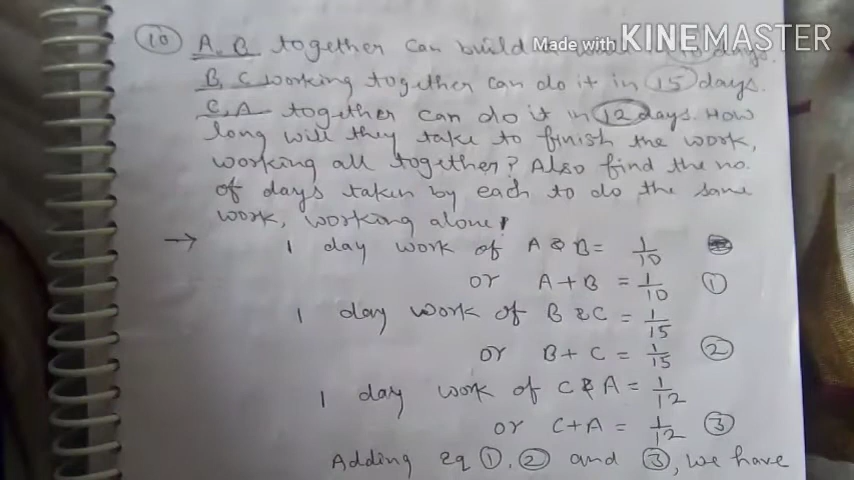 Made with KINEMASTER
(10) A, B together can build days.
B, C working together can do it in 15 days.
C, A together can do it in 12 days. How
long will they take to finish the work,
working all together? Also find the no.
of days taken by each to do the same
work, working alone!
→ 1 day work of A & B = 1/10
or A + B = 1/10 ①
1 day work of B & C = 1/15
or B + C = 1/15 ②
1 day work of C & A = 1/12
or C + A = 1/12 ③
Adding eq ①, ② and ③, we have